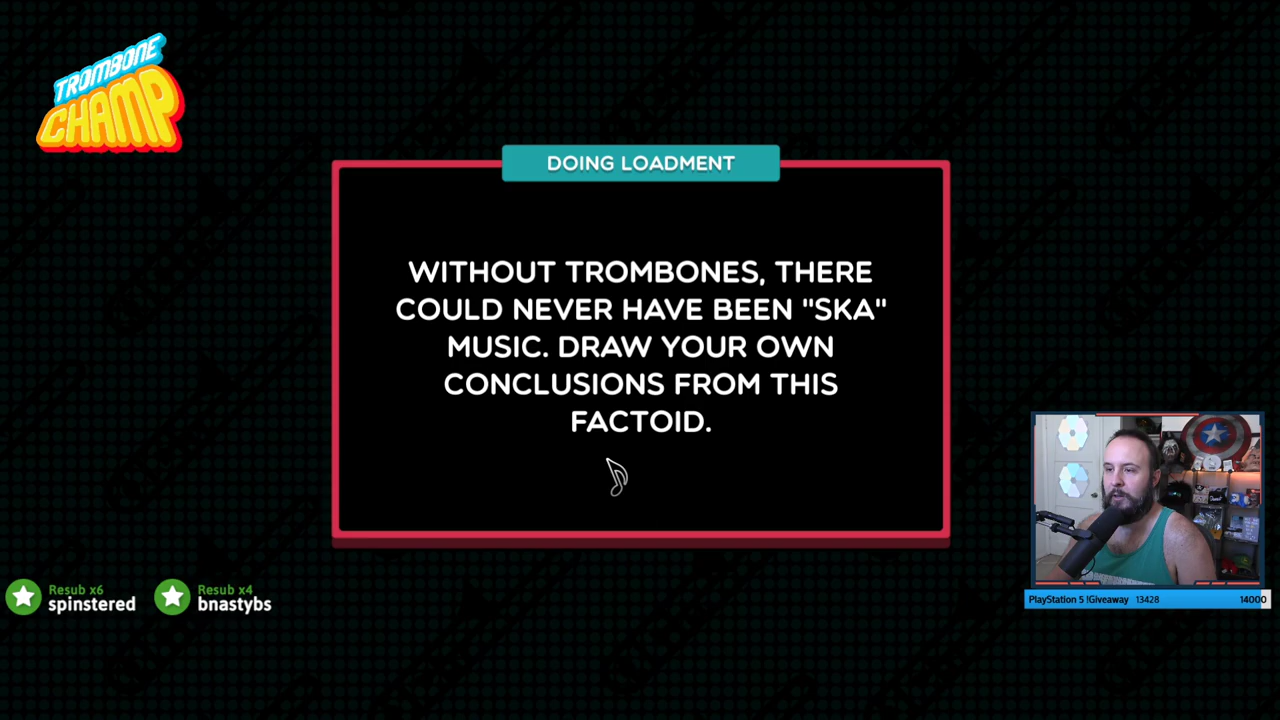 TROMBONE
CHAMP
DOING LOADMENT
WITHOUT TROMBONES, THERE
COULD NEVER HAVE BEEN "SKA"
MUSIC. DRAW YOUR OWN
CONCLUSIONS FROM THIS
FACTOID.
Resub x6
spinstered
Resub x4
bnastybs
PlayStation 5 !Giveaway 13428 14000